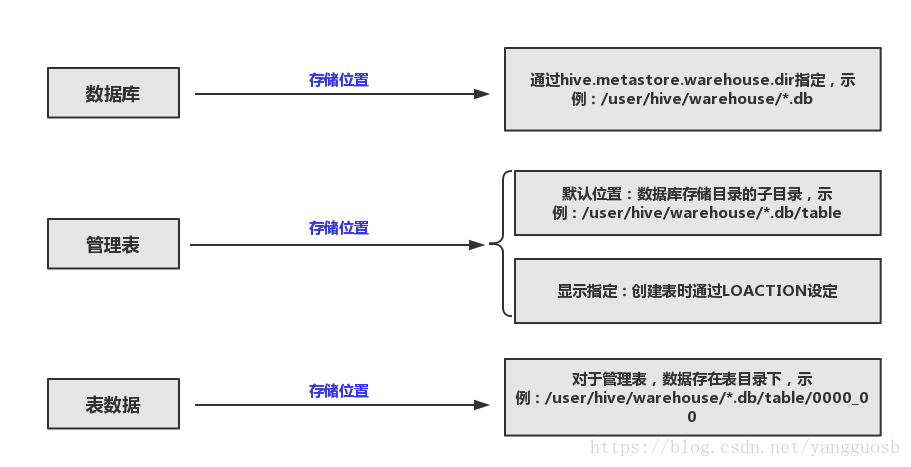 数据库
存储位置
通过hive.metastore.warehouse.dir指定，示
例：/user/hive/warehouse/*.db
管理表
存储位置
默认位置：数据库存储目录的子目录，示
例：/user/hive/warehouse/*.db/table
显示指定：创建表时通过LOACTION设定
表数据
存储位置
对于管理表，数据存在表目录下，示
例：/user/hive/warehouse/*.db/table/0000_0
0
https://blog.csdn.net/yangguosb